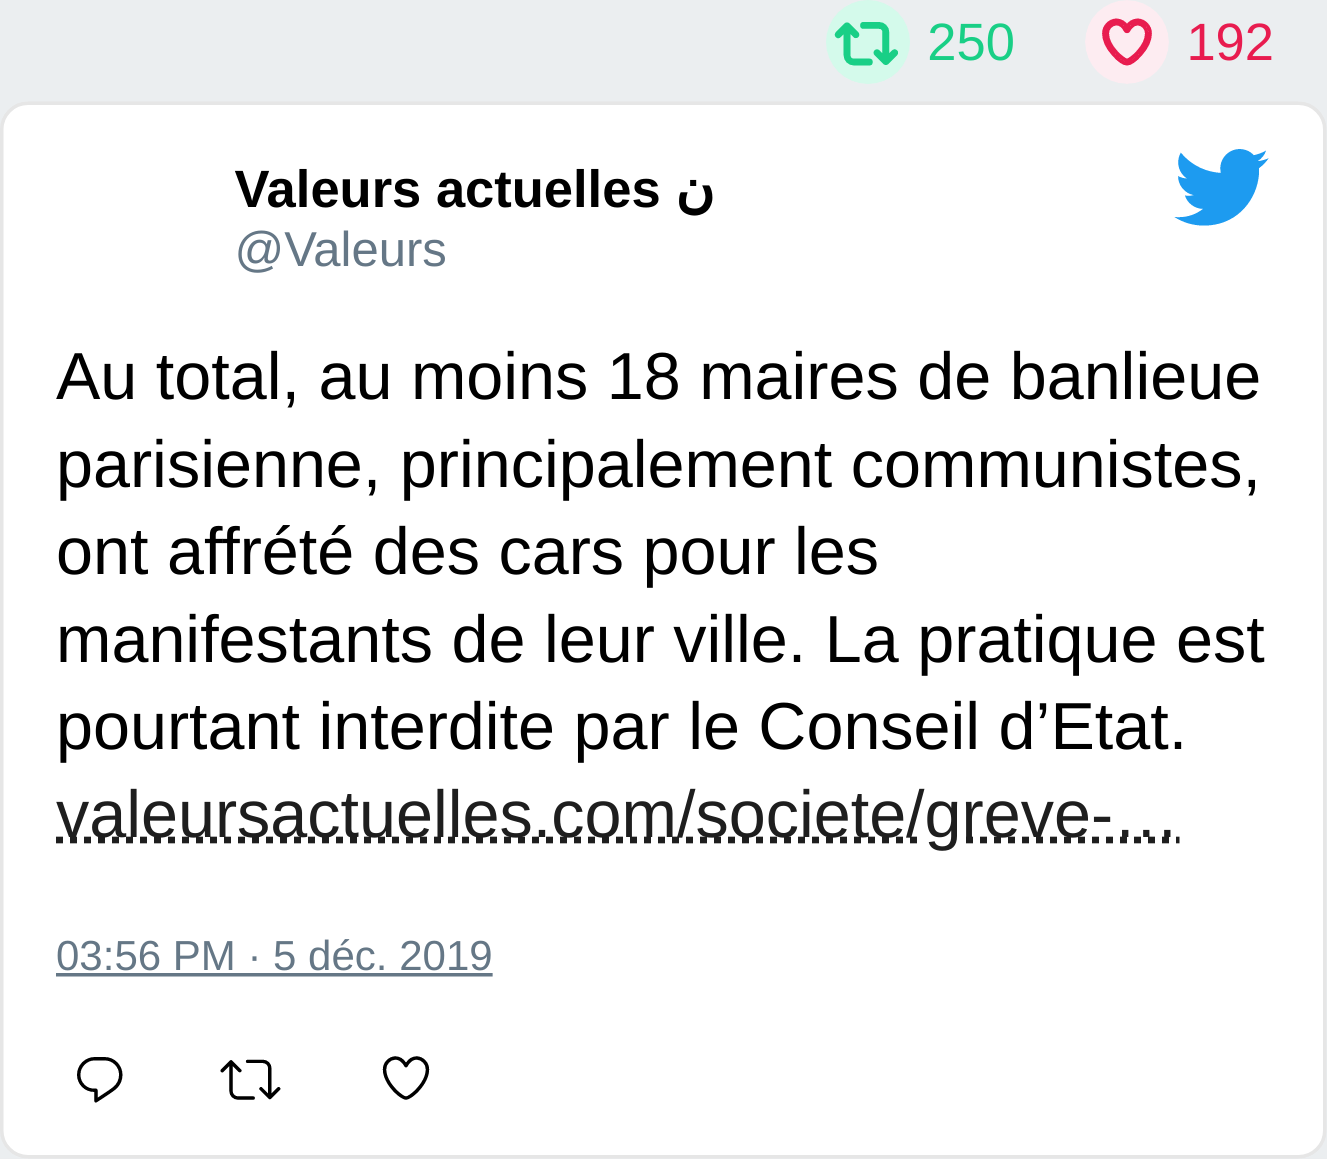 250 192
Valeurs actuelles ن
@Valeurs
Au total, au moins 18 maires de banlieue
parisienne, principalement communistes,
ont affrété des cars pour les
manifestants de leur ville. La pratique est
pourtant interdite par le Conseil d’Etat.
valeursactuelles.com/societe/greve-…
03:56 PM · 5 déc. 2019